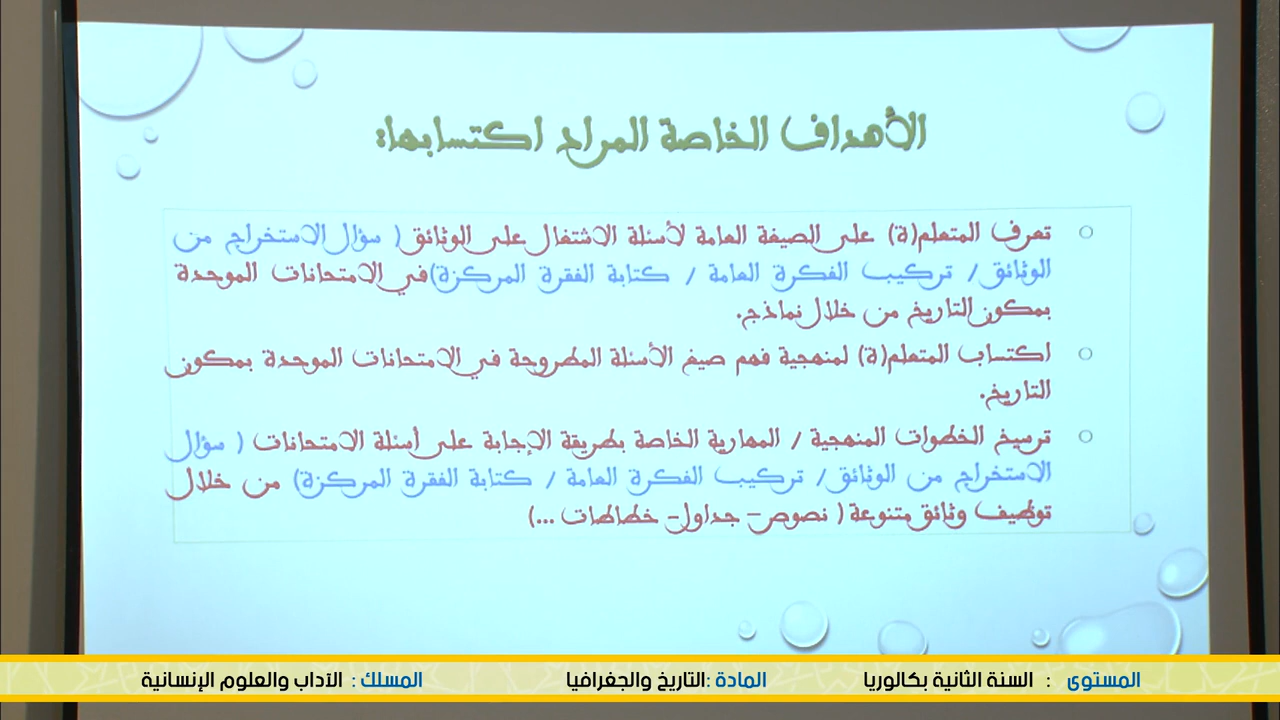 الأهداف الخاصة المراد اكتسابها:
تعرف المتعلم(ة) على الصيغة العامة لأسئلة الاشتغال على الوثائق( سؤال الاستخراج من
الوثائق/ تركيب الفكرة العامة / كتابة الفقرة المركزة)في الامتحانات الموحدة
بمكون التاريخ من خلال نماذج.
اكتساب المتعلم(ة) لمنهجية فهم صيغ الأسئلة المطروحة في الامتحانات الموحدة بمكون
التاريخ.
ترسيخ الخطوات المنهجية / المهارية الخاصة بطريقة الإجابة على أسئلة الامتحانات ( سؤال
الاستخراج من الوثائق/ تركيب الفكرة العامة / كتابة الفقرة المركزة) من خلال
توظيف وثائق متنوعة ( نصوص– جداول– خطاطات ...)
المستوى : السنة الثانية بكالوريا المادة :التاريخ والجغرافيا المسلك : الآداب والعلوم الإنسانية